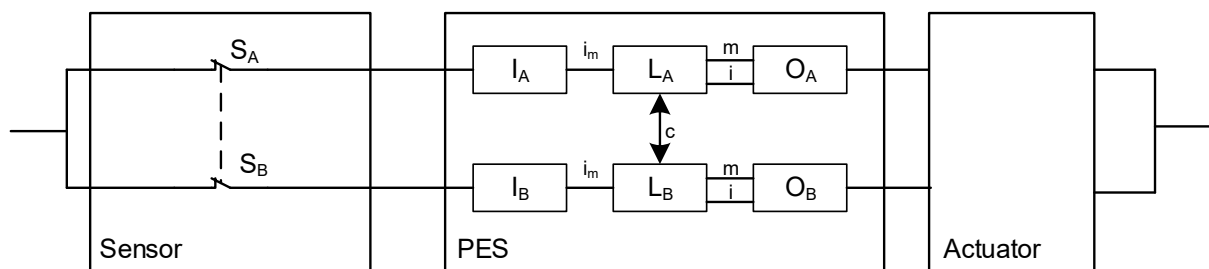 S_A
I_A i_m L_A m i O_A
c
S_B
I_B i_m L_B m i O_B
Sensor PES Actuator